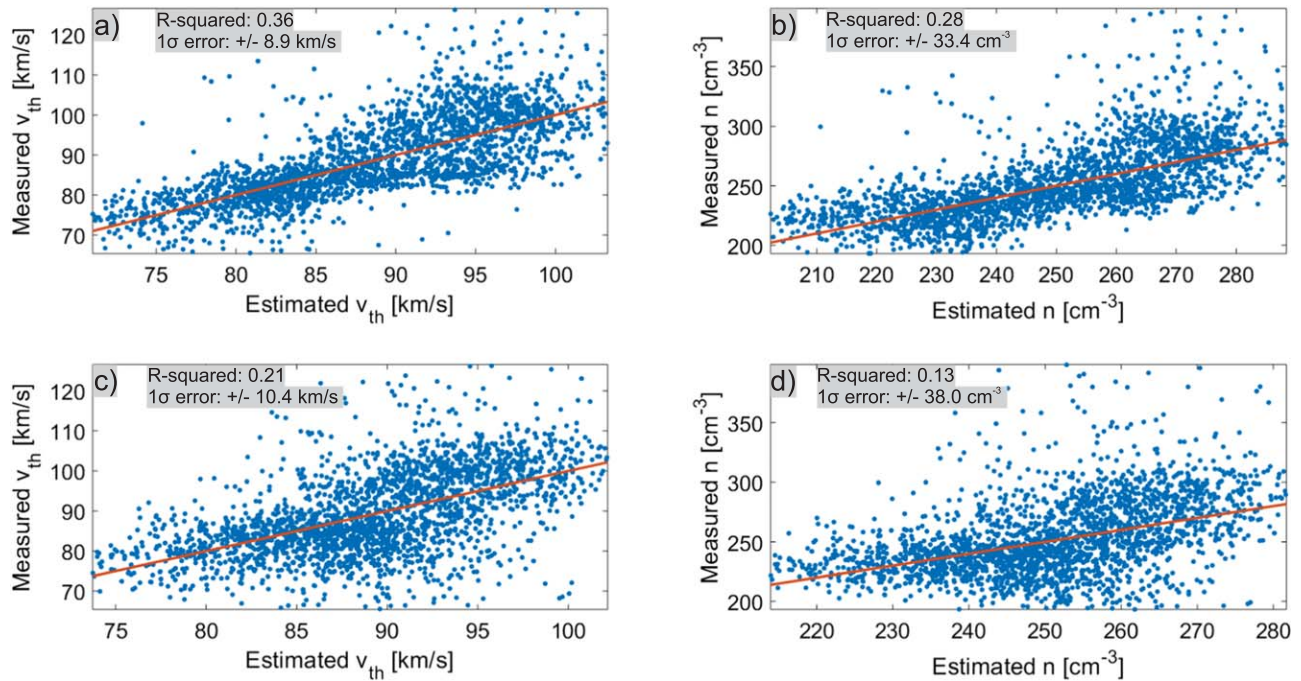 a)
R-squared: 0.36
1σ error: +/- 8.9 km/s
Measured v_th [km/s]
120
110
100
90
80
70
75 80 85 90 95 100
Estimated v_th [km/s]
b)
R-squared: 0.28
1σ error: +/- 33.4 cm⁻³
Measured n [cm⁻³]
350
300
250
200
210 220 230 240 250 260 270 280
Estimated n [cm⁻³]
c)
R-squared: 0.21
1σ error: +/- 10.4 km/s
Measured v_th [km/s]
120
110
100
90
80
70
75 80 85 90 95 100
Estimated v_th [km/s]
d)
R-squared: 0.13
1σ error: +/- 38.0 cm⁻³
Measured n [cm⁻³]
350
300
250
200
220 230 240 250 260 270 280
Estimated n [cm⁻³]